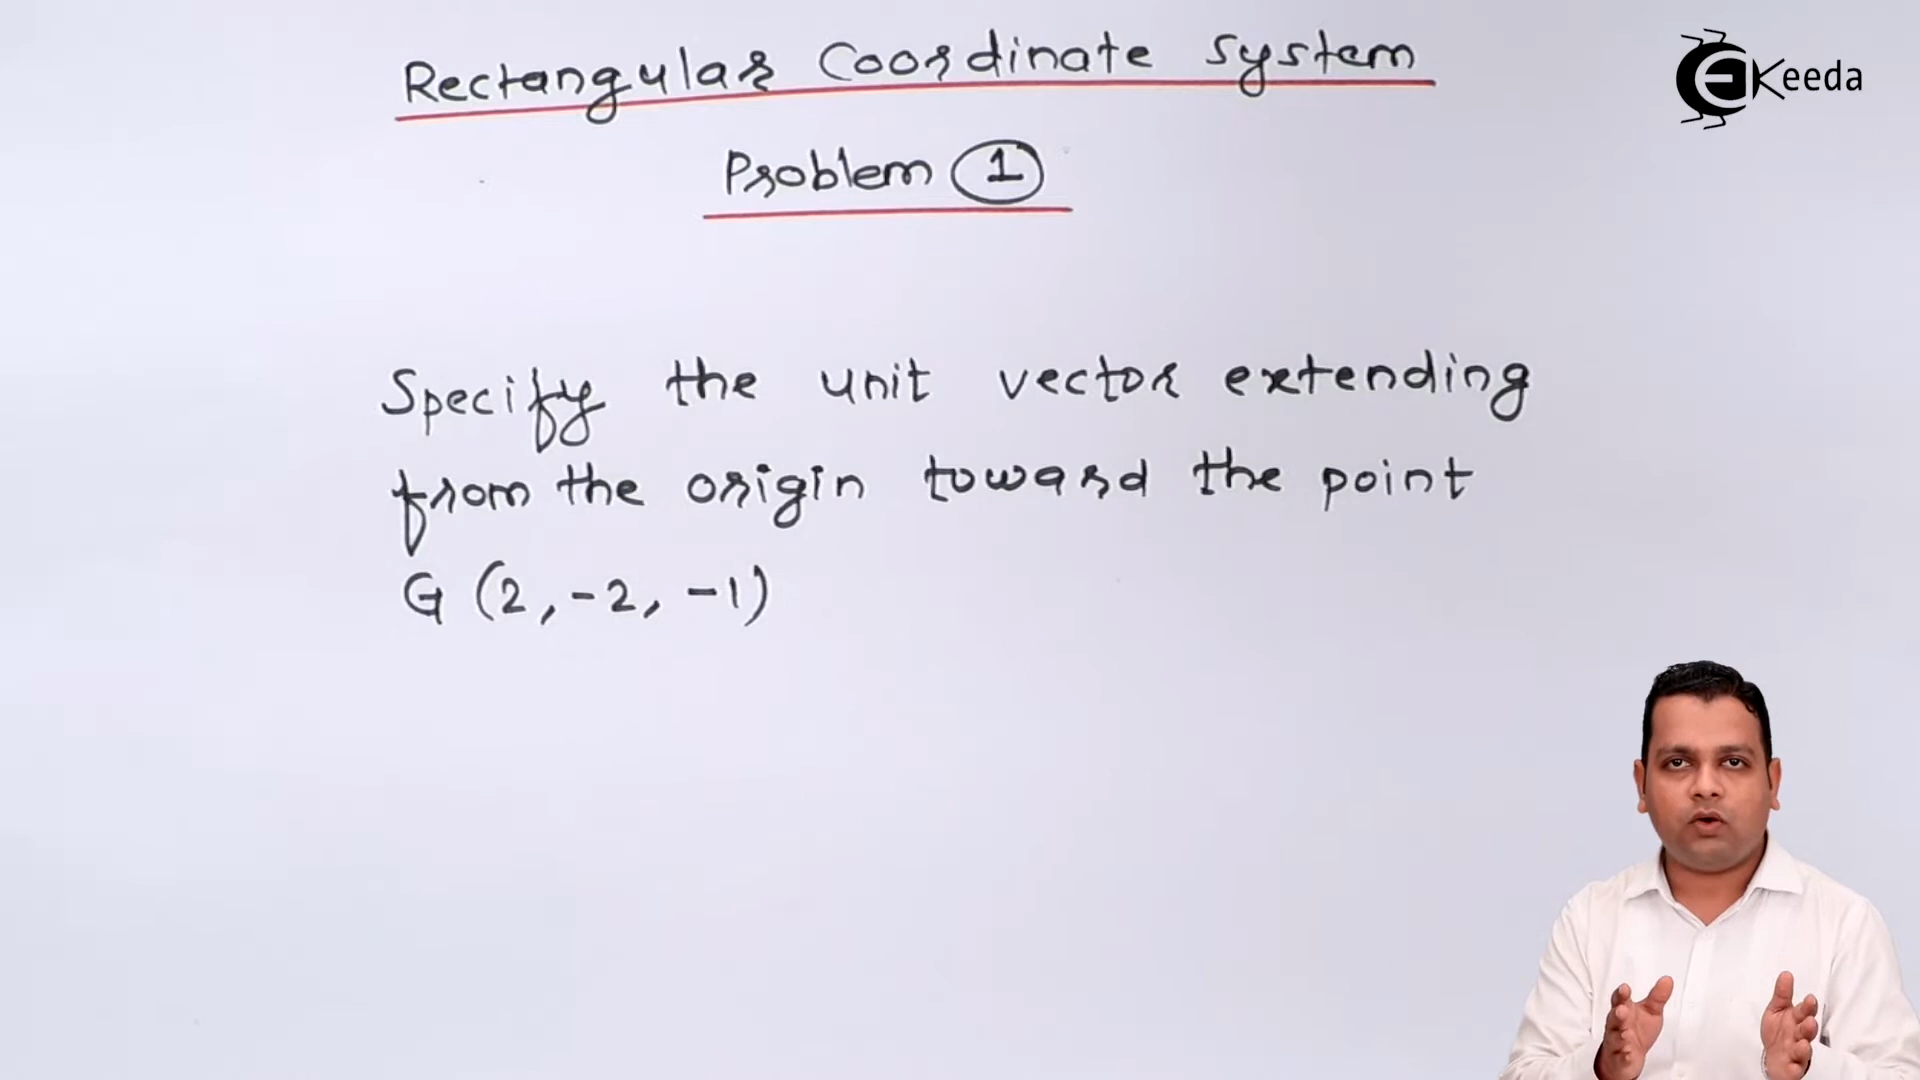 Rectangular Coordinate System
Ekeeda
Problem 1
Specify the unit vector extending
from the origin toward the point
G (2, -2, -1)